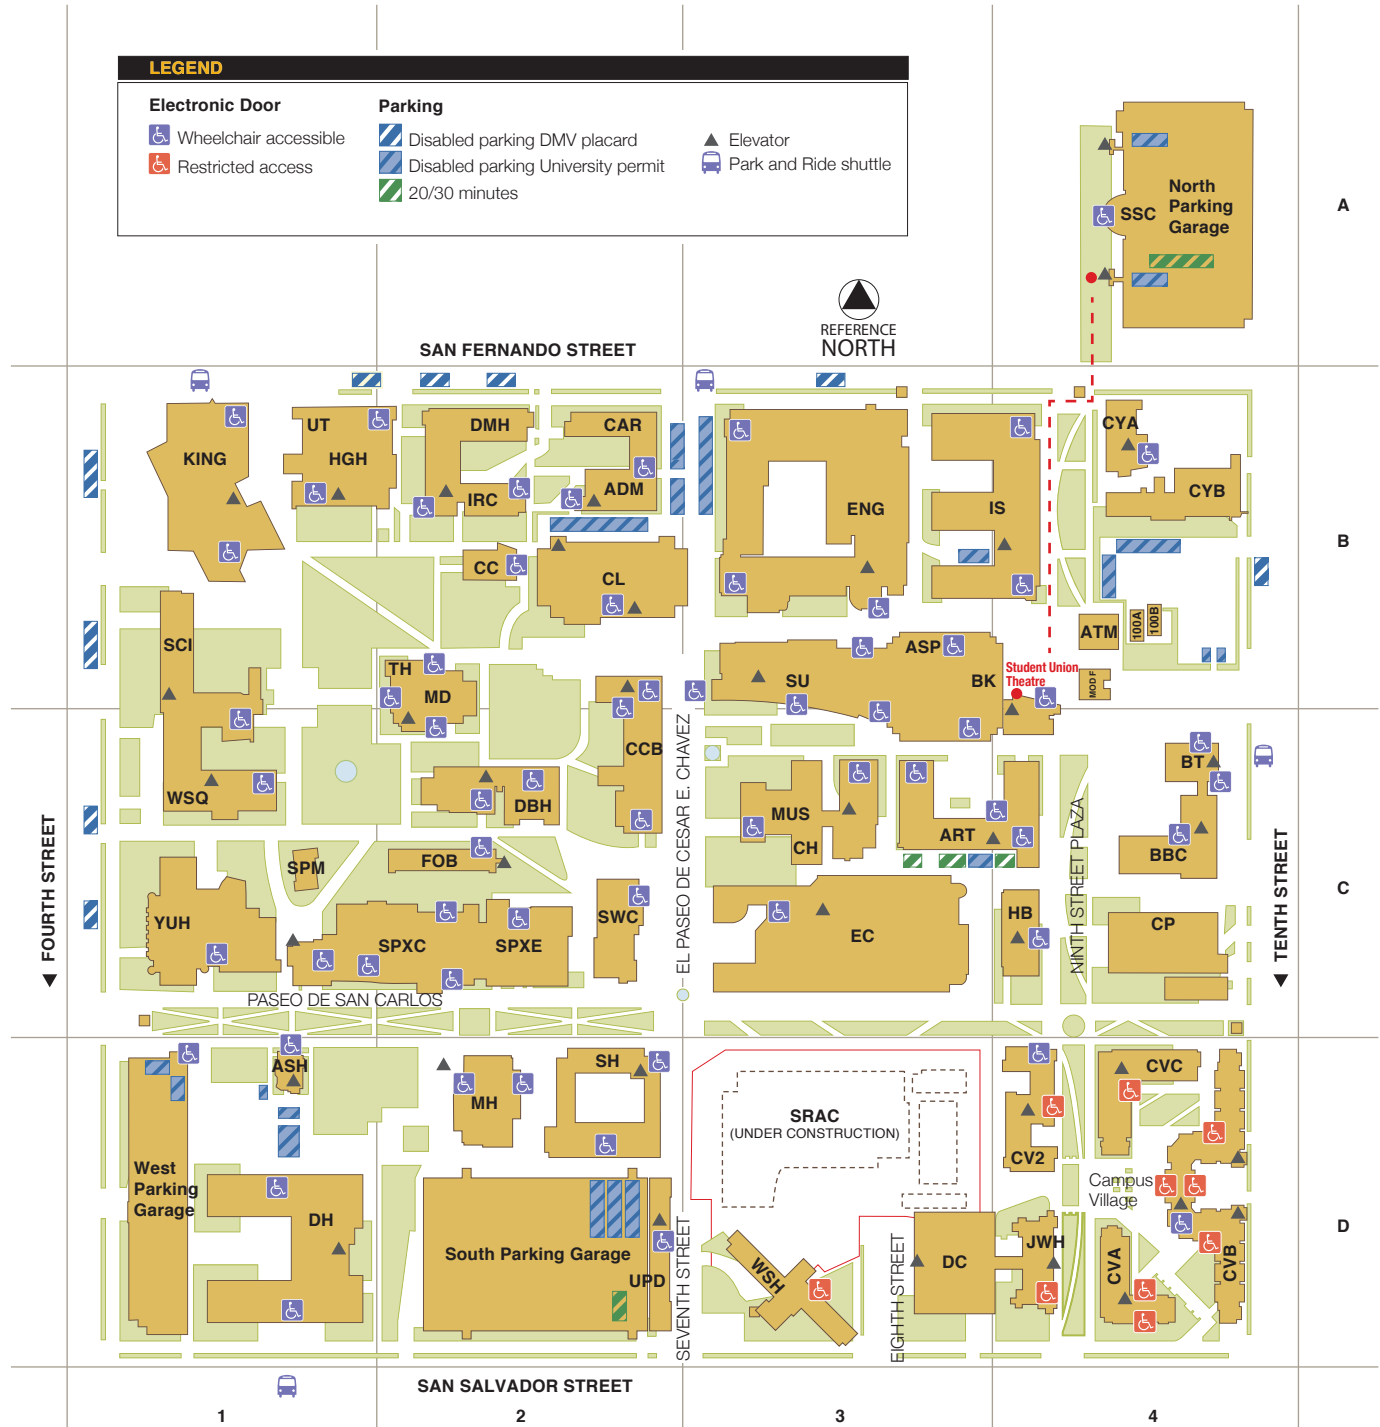 LEGEND
Electronic Door
Wheelchair accessible
Restricted access
Parking
Disabled parking DMV placard
Disabled parking University permit
20/30 minutes
Elevator
Park and Ride shuttle
North
Parking
Garage
SSC
A
REFERENCE
NORTH
SAN FERNANDO STREET
KING
UT
HGH
DMH
IRC
CAR
ADM
CC
CL
ENG
IS
CYA
CYB
B
SCI
TH
MD
SU
ASP
BK
Student Union
Theatre
ATM
100A
100B
MOD F
CCB
WSQ
DBH
MUS
CH
ART
BT
BBC
EL PASEO DE CESAR E. CHAVEZ
NINTH STREET PLAZA
FOURTH STREET
TENTH STREET
SPM
FOB
YUH
SPXC
SPXE
SWC
EC
HB
CP
C
PASEO DE SAN CARLOS
ASH
MH
SH
SRAC
(UNDER CONSTRUCTION)
CV2
CVC
Campus
Village
West
Parking
Garage
DH
South Parking Garage
UPD
SEVENTH STREET
WSH
EIGHTH STREET
DC
JWH
CVA
CVB
D
SAN SALVADOR STREET
1
2
3
4